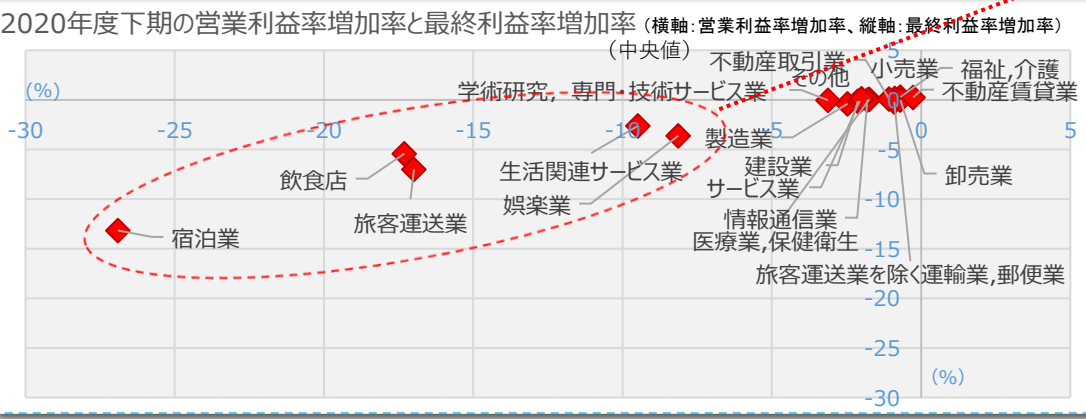 2020年度下期の営業利益率増加率と最終利益率増加率 (横軸:営業利益率増加率、縦軸:最終利益率増加率)
(中央値)
5
不動産取引業
その他
小売業
福祉,介護
(%)
学術研究, 専門・技術サービス業
不動産賃貸業
-30
-25
-20
-15
-10
-5
0
5
製造業
-5
生活関連サービス業
建設業
卸売業
飲食店
サービス業
娯楽業
-10
旅客運送業
情報通信業
宿泊業
医療業,保健衛生
-15
旅客運送業を除く運輸業,郵便業
-20
-25
(%)
-30